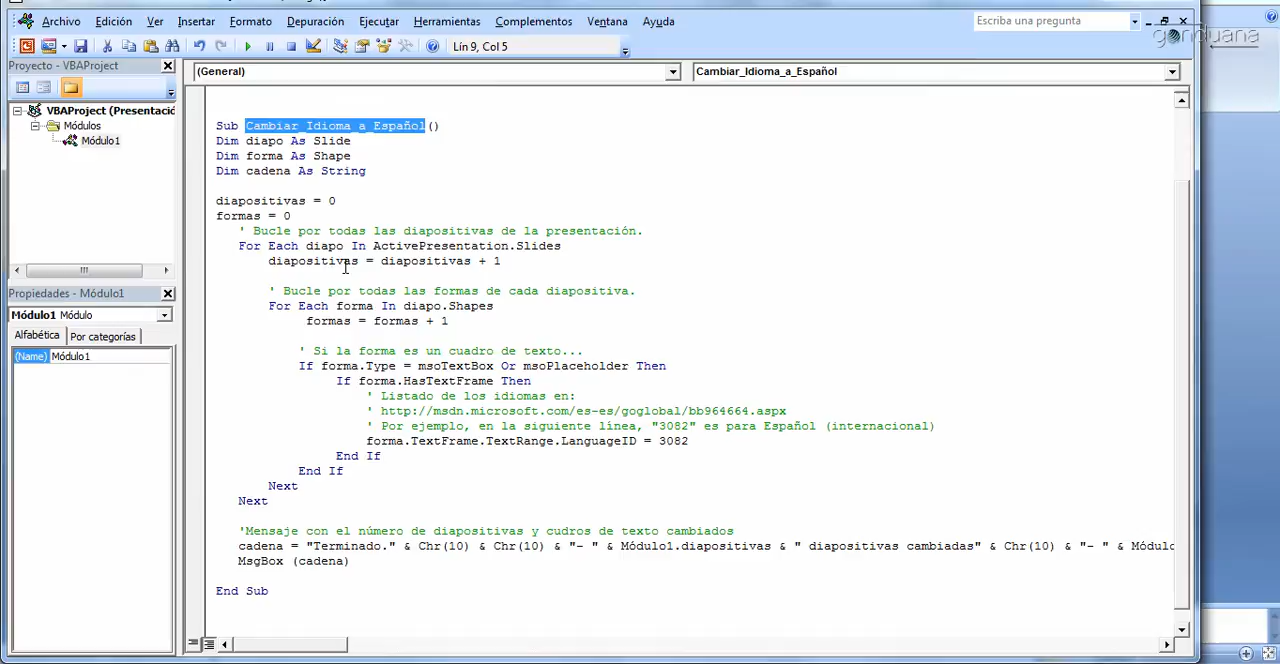 Archivo Edición Ver Insertar Formato Depuración Ejecutar Herramientas Complementos Ventana Ayuda Escriba una pregunta
gonduana
Lín 9, Col 5
Proyecto - VBAProject
(General) Cambiar_Idioma_a_Español
VBAProject (Presentació
Módulos
Módulo1
Sub Cambiar_Idioma_a_Español()
Dim diapo As Slide
Dim forma As Shape
Dim cadena As String
diapositivas = 0
formas = 0
' Bucle por todas las diapositivas de la presentación.
For Each diapo In ActivePresentation.Slides
diapositivas = diapositivas + 1
' Bucle por todas las formas de cada diapositiva.
For Each forma In diapo.Shapes
formas = formas + 1
' Si la forma es un cuadro de texto...
If forma.Type = msoTextBox Or msoPlaceholder Then
If forma.HasTextFrame Then
' Listado de los idiomas en:
' http://msdn.microsoft.com/es-es/goglobal/bb964664.aspx
' Por ejemplo, en la siguiente línea, "3082" es para Español (internacional)
forma.TextFrame.TextRange.LanguageID = 3082
End If
End If
Next
Next
'Mensaje con el número de diapositivas y cudros de texto cambiados
cadena = "Terminado." & Chr(10) & Chr(10) & "- " & Módulo1.diapositivas & " diapositivas cambiadas" & Chr(10) & "- " & Módulo
MsgBox (cadena)
End Sub
Propiedades - Módulo1
Módulo1 Módulo
Alfabética Por categorías
(Name) Módulo1